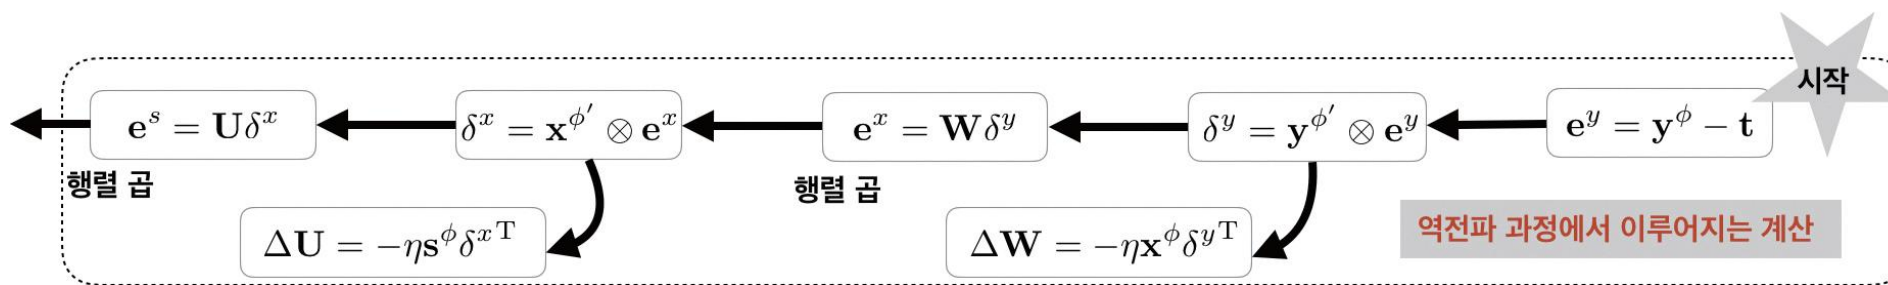 시작
e^s = Uδ^x
δ^x = x^{ϕ'} ⊗ e^x
e^x = Wδ^y
δ^y = y^{ϕ'} ⊗ e^y
e^y = y^ϕ − t
행렬 곱
행렬 곱
ΔU = −ηs^ϕ δ^{xT}
ΔW = −ηx^ϕ δ^{yT}
역전파 과정에서 이루어지는 계산